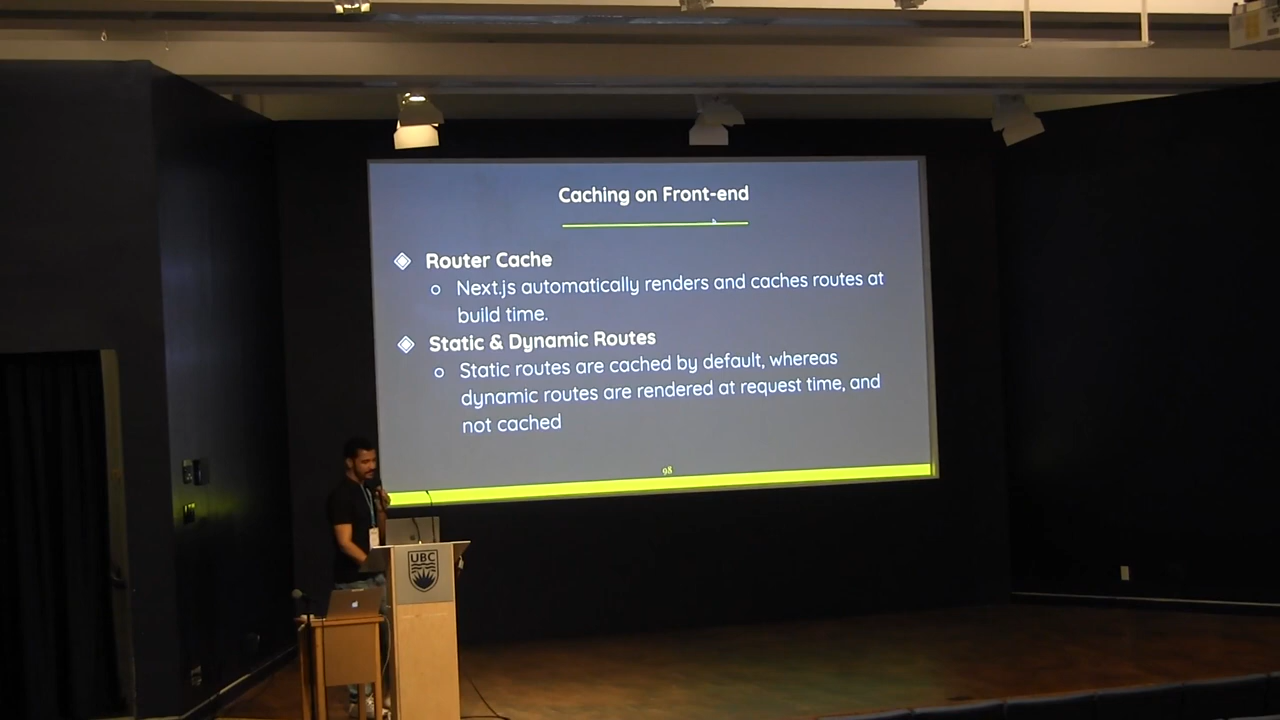 Caching on Front-end
Router Cache
Next.js automatically renders and caches routes at
build time.
Static & Dynamic Routes
Static routes are cached by default, whereas
dynamic routes are rendered at request time, and
not cached
98
UBC